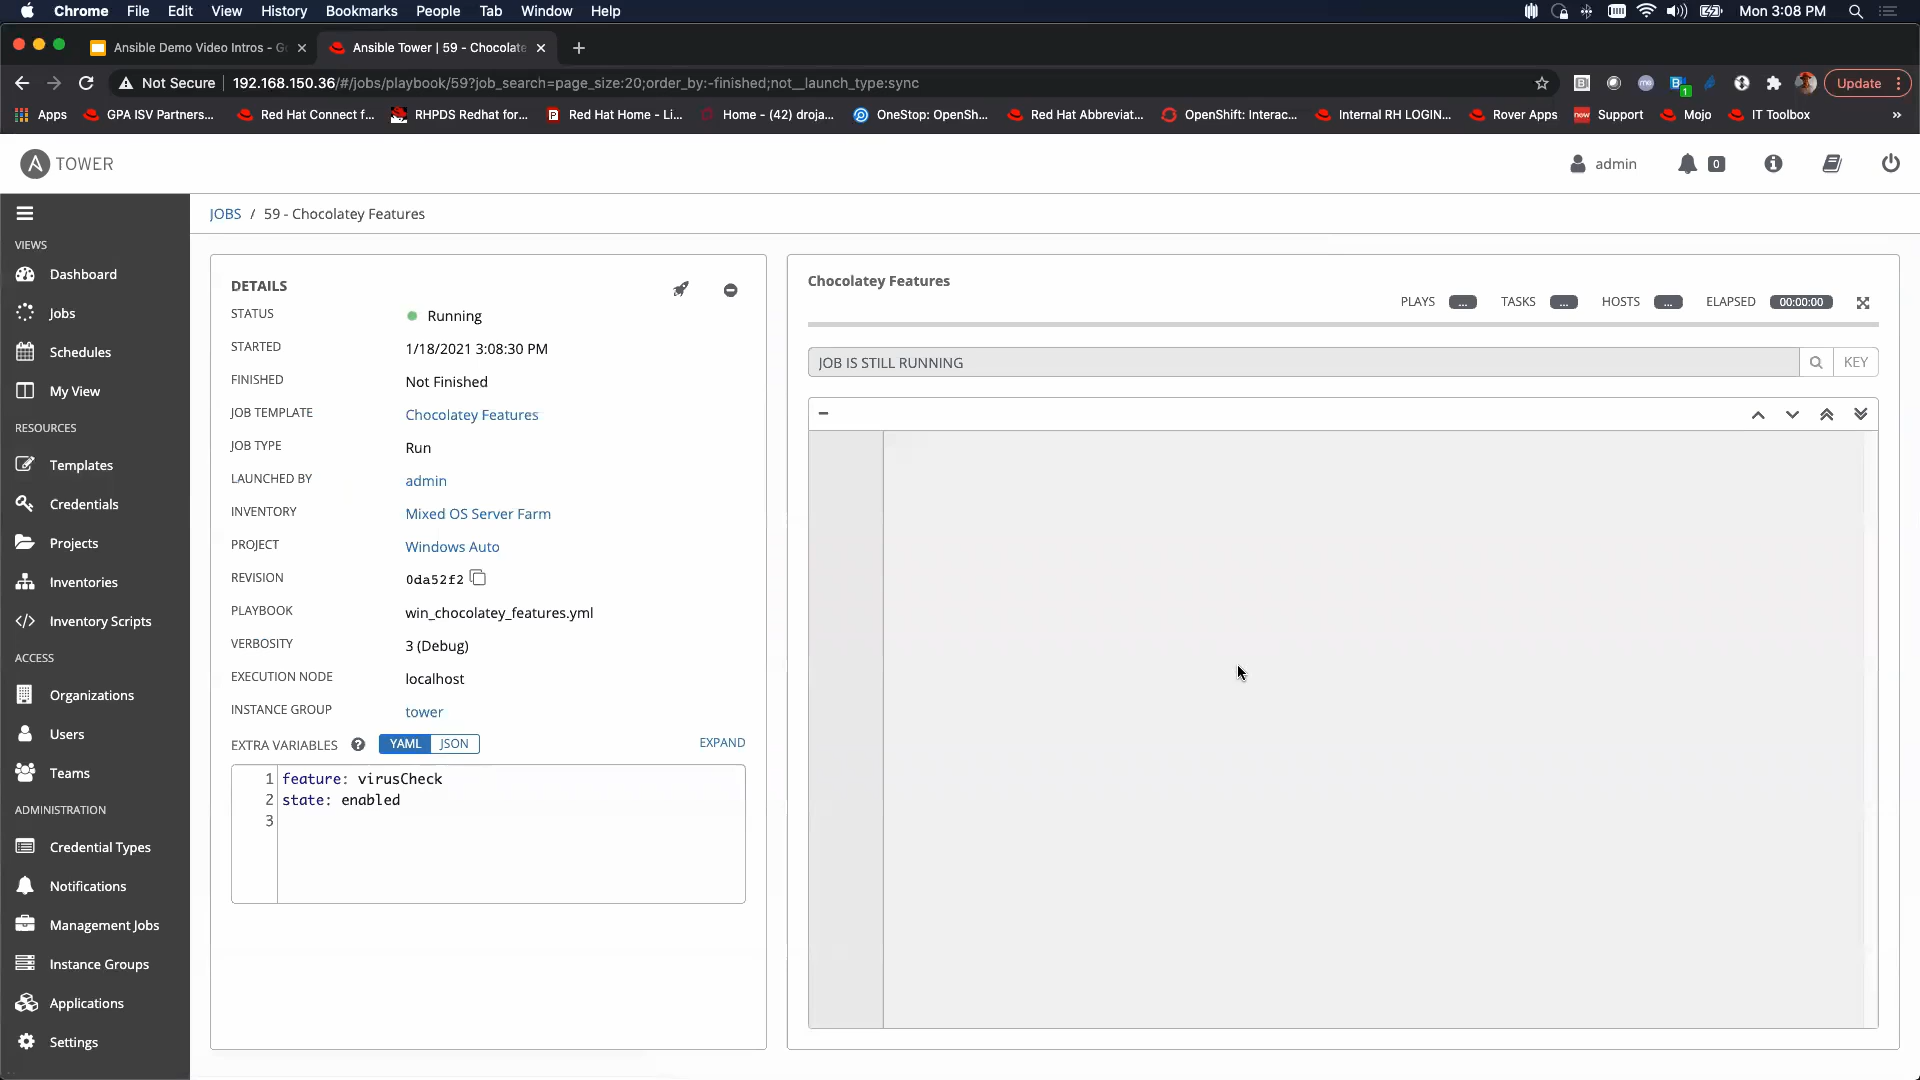 Chrome File Edit View History Bookmarks People Tab Window Help Mon 3:08 PM
Ansible Demo Video Intros - Go Ansible Tower | 59 - Chocolate
Not Secure 192.168.150.36/#/jobs/playbook/59?job_search=page_size:20;order_by:-finished;not__launch_type:sync 1 Update
Apps GPA ISV Partners... Red Hat Connect f... RHPDS Redhat for... Red Hat Home - Li... Home - (42) droja... OneStop: OpenSh... Red Hat Abbreviat... OpenShift: Interac... Internal RH LOGIN... Rover Apps now Support Mojo IT Toolbox »
A TOWER admin 0
JOBS / 59 - Chocolatey Features
VIEWS
Dashboard
Jobs
Schedules
My View
RESOURCES
Templates
Credentials
Projects
Inventories
Inventory Scripts
ACCESS
Organizations
Users
Teams
ADMINISTRATION
Credential Types
Notifications
Management Jobs
Instance Groups
Applications
Settings
DETAILS
STATUS Running
STARTED 1/18/2021 3:08:30 PM
FINISHED Not Finished
JOB TEMPLATE Chocolatey Features
JOB TYPE Run
LAUNCHED BY admin
INVENTORY Mixed OS Server Farm
PROJECT Windows Auto
REVISION 0da52f2
PLAYBOOK win_chocolatey_features.yml
VERBOSITY 3 (Debug)
EXECUTION NODE localhost
INSTANCE GROUP tower
EXTRA VARIABLES ? YAML JSON EXPAND
1 feature: virusCheck
2 state: enabled
3
Chocolatey Features
PLAYS ... TASKS ... HOSTS ... ELAPSED 00:00:00
JOB IS STILL RUNNING KEY